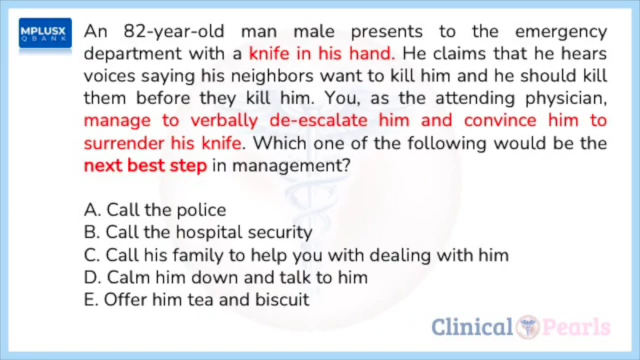 MPLUSX
QBANK
An 82-year-old man male presents to the emergency
department with a knife in his hand. He claims that he hears
voices saying his neighbors want to kill him and he should kill
them before they kill him. You, as the attending physician,
manage to verbally de-escalate him and convince him to
surrender his knife. Which one of the following would be the
next best step in management?
A. Call the police
B. Call the hospital security
C. Call his family to help you with dealing with him
D. Calm him down and talk to him
E. Offer him tea and biscuit
Clinical Pearls